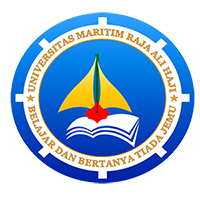 UNIVERSITAS MARITIM RAJA ALI HAJI
BELAJAR DAN BERTANYA TIADA JEMU